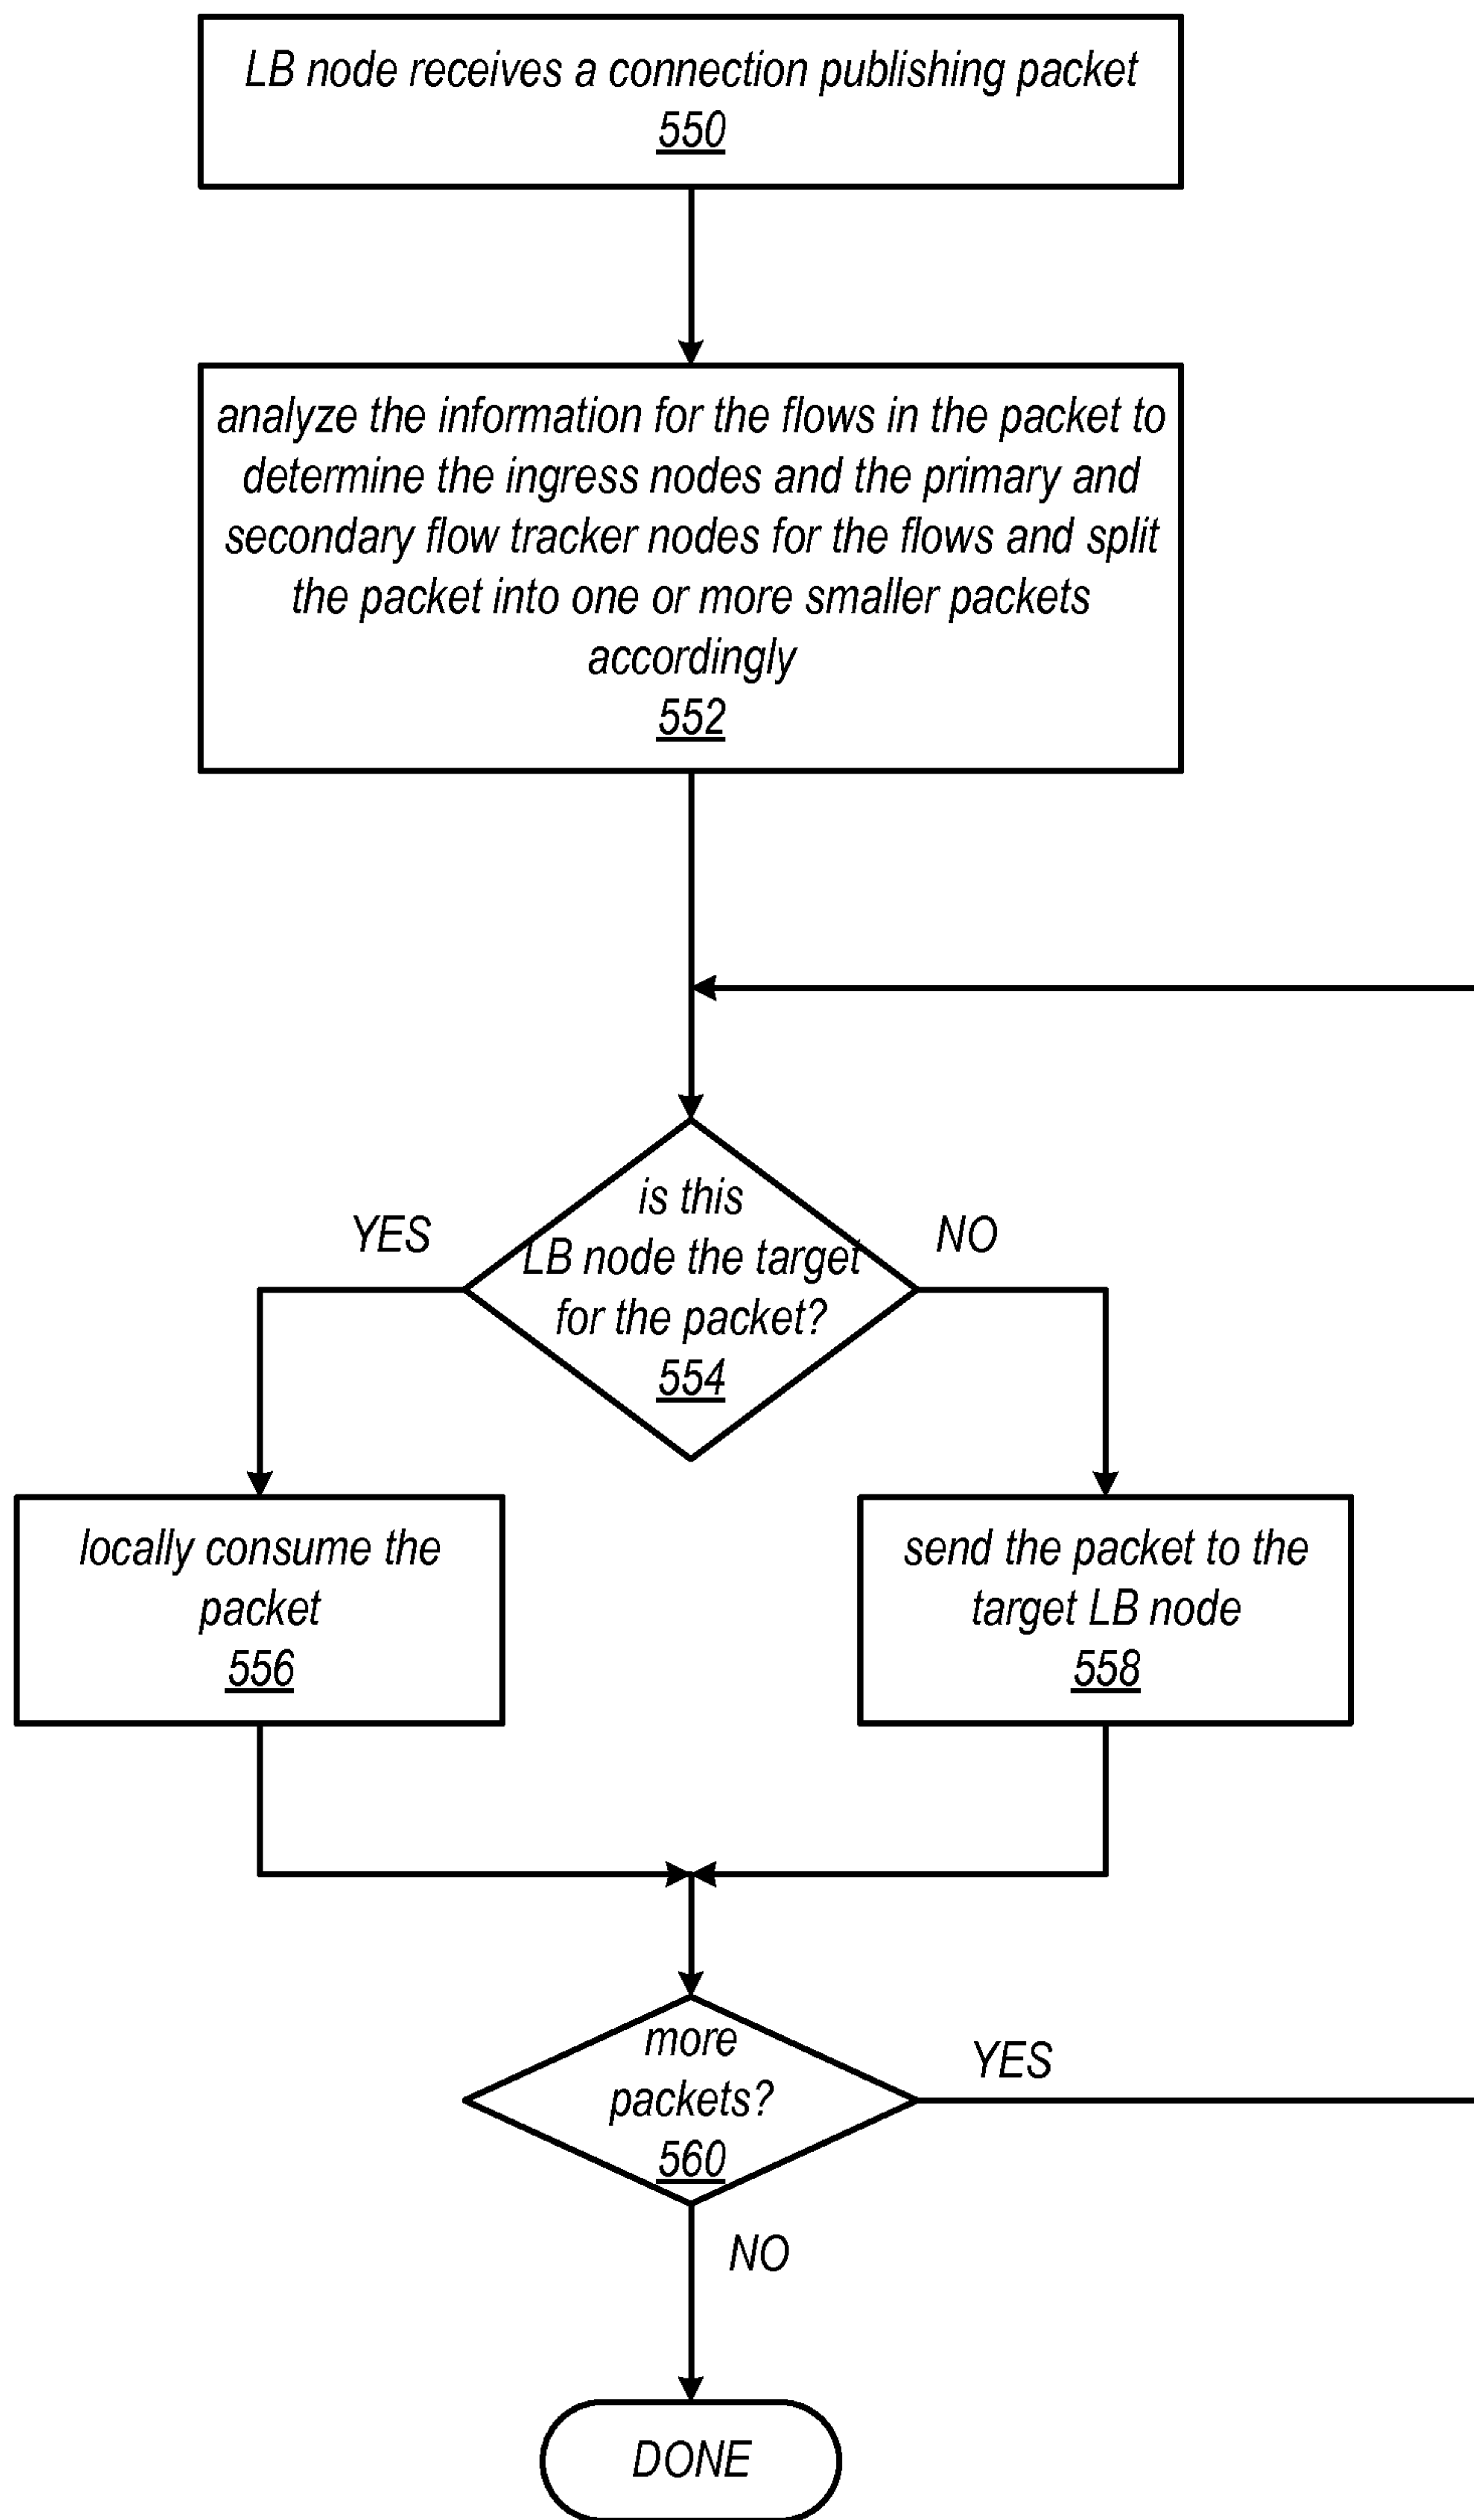 LB node receives a connection publishing packet
550
analyze the information for the flows in the packet to
determine the ingress nodes and the primary and
secondary flow tracker nodes for the flows and split
the packet into one or more smaller packets
accordingly
552
is this
LB node the target
for the packet?
554
YES
NO
locally consume the
packet
556
send the packet to the
target LB node
558
more
packets?
560
YES
NO
DONE